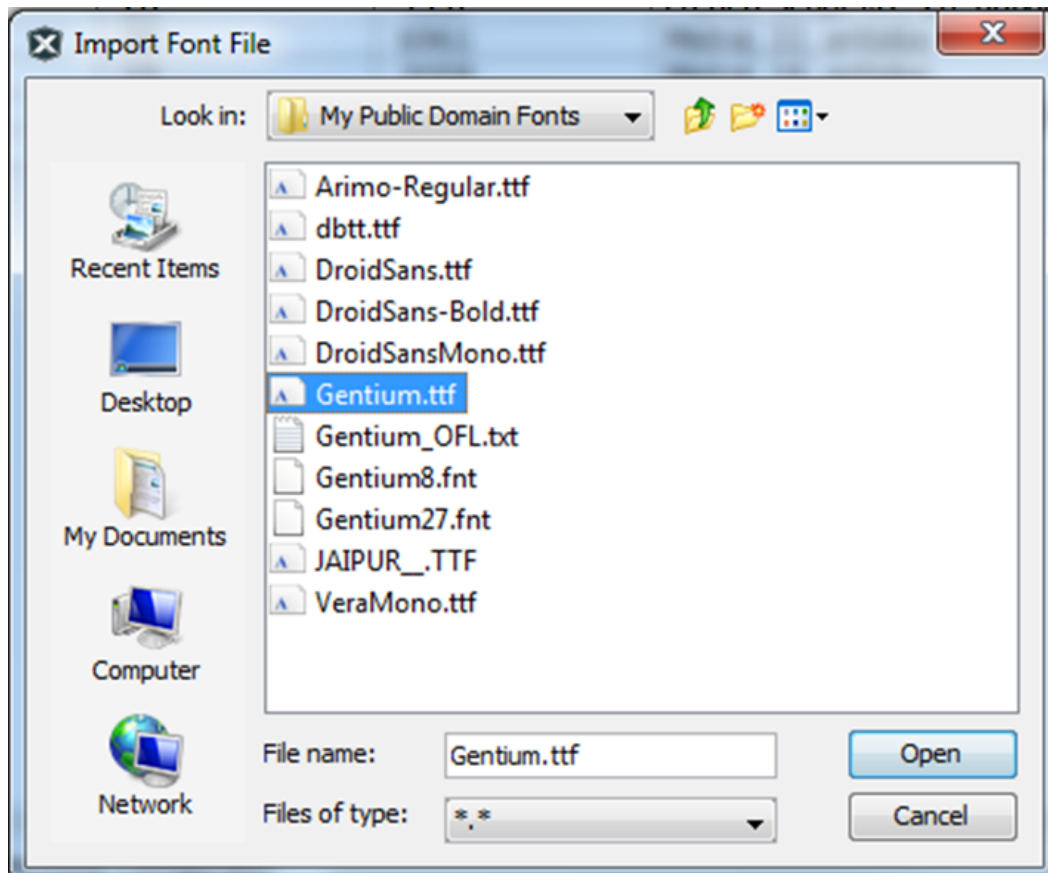 Import Font File
Look in: My Public Domain Fonts
Recent Items
Desktop
My Documents
Computer
Network
Arimo-Regular.ttf
dbtt.ttf
DroidSans.ttf
DroidSans-Bold.ttf
DroidSansMono.ttf
Gentium.ttf
Gentium_OFL.txt
Gentium8.fnt
Gentium27.fnt
JAIPUR__.TTF
VeraMono.ttf
File name: Gentium.ttf Open
Files of type: *.* Cancel